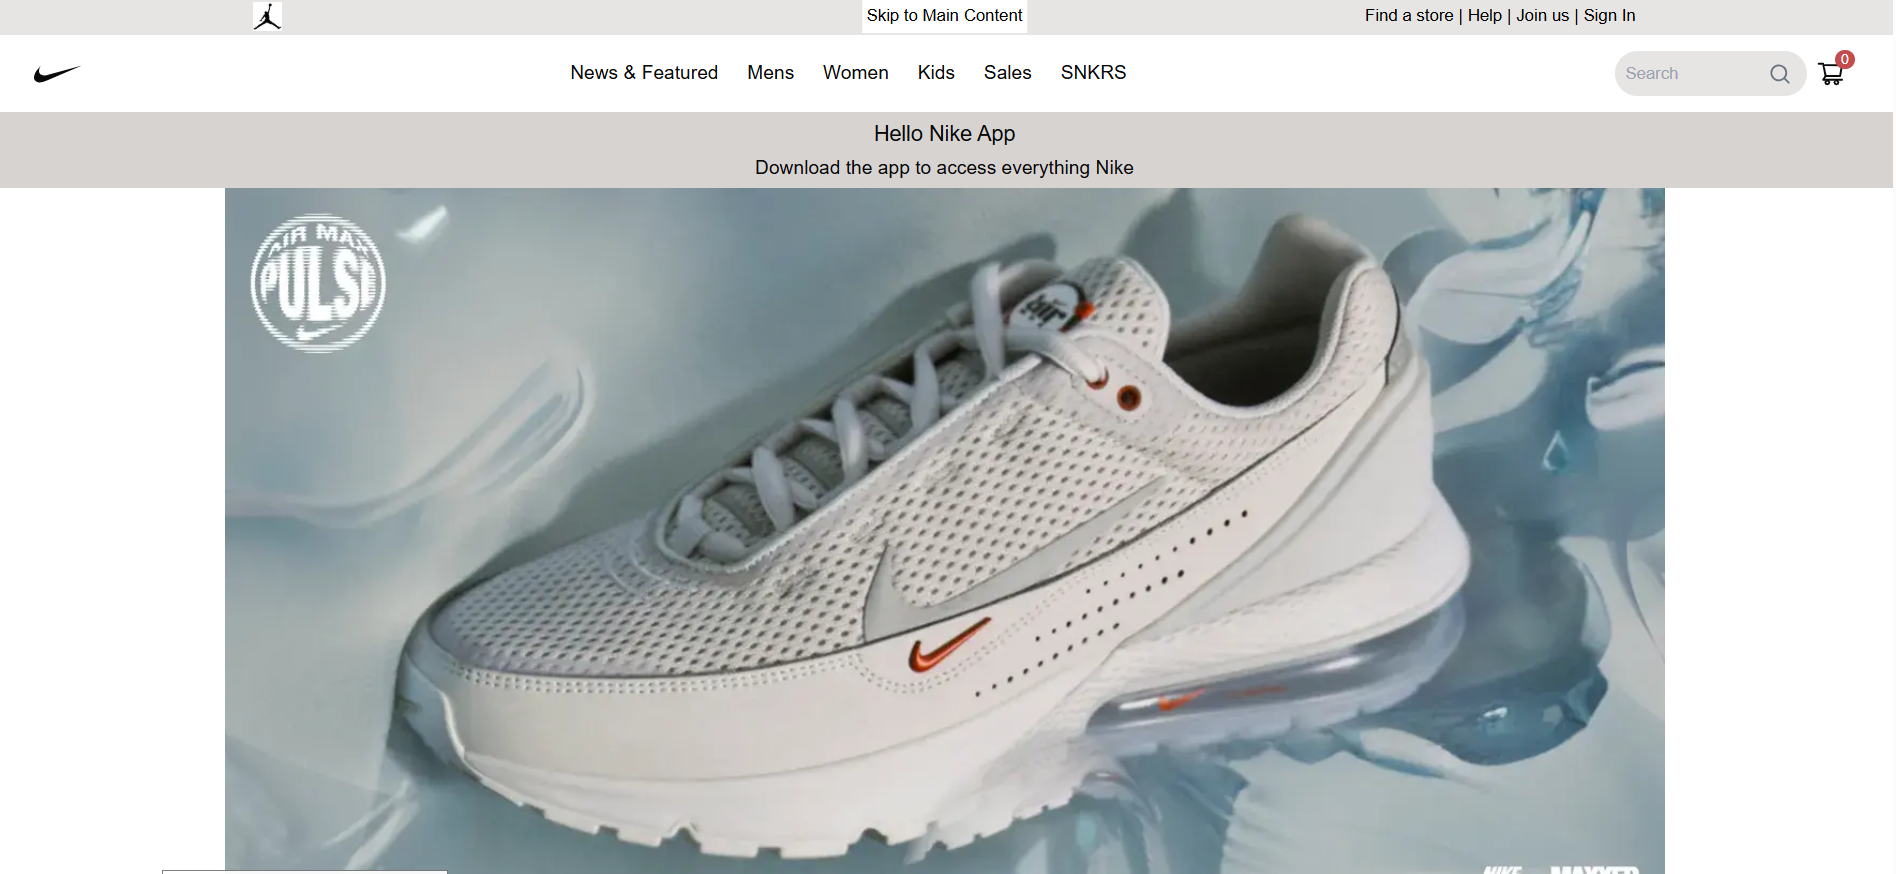 Skip to Main Content
Find a store | Help | Join us | Sign In
News & Featured Mens Women Kids Sales SNKRS
Search
0
Hello Nike App
Download the app to access everything Nike
AIR MAX
PULSE
air